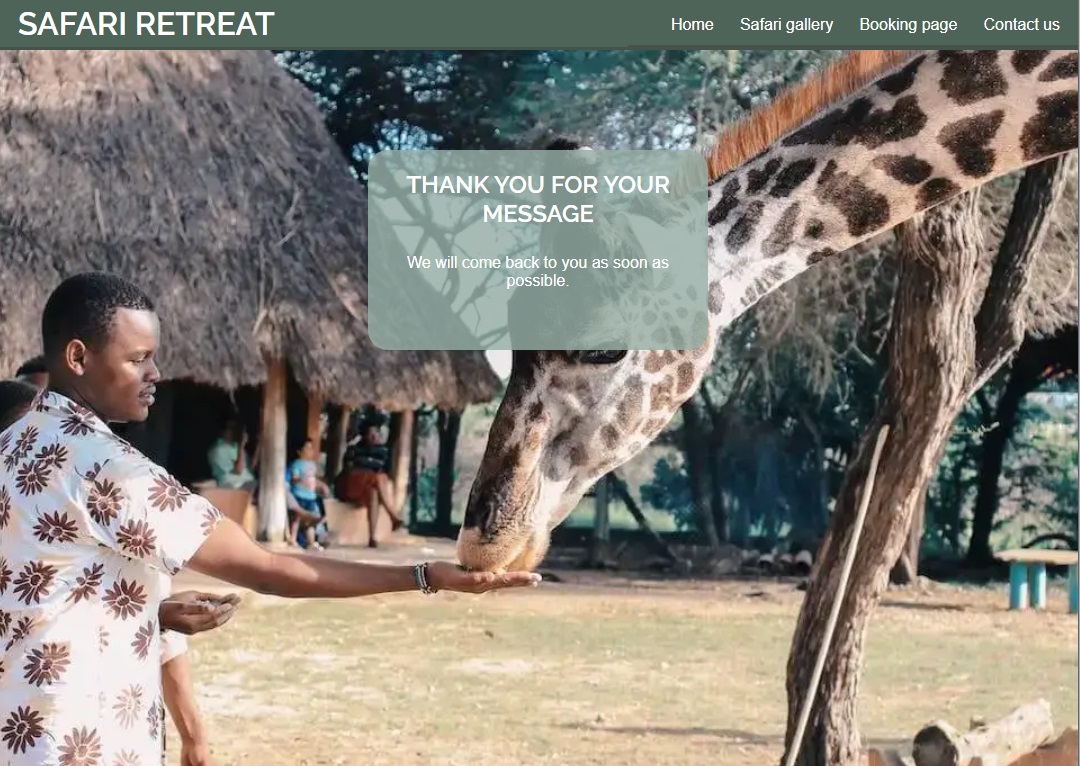 SAFARI RETREAT
Home Safari gallery Booking page Contact us
THANK YOU FOR YOUR
MESSAGE
We will come back to you as soon as
possible.